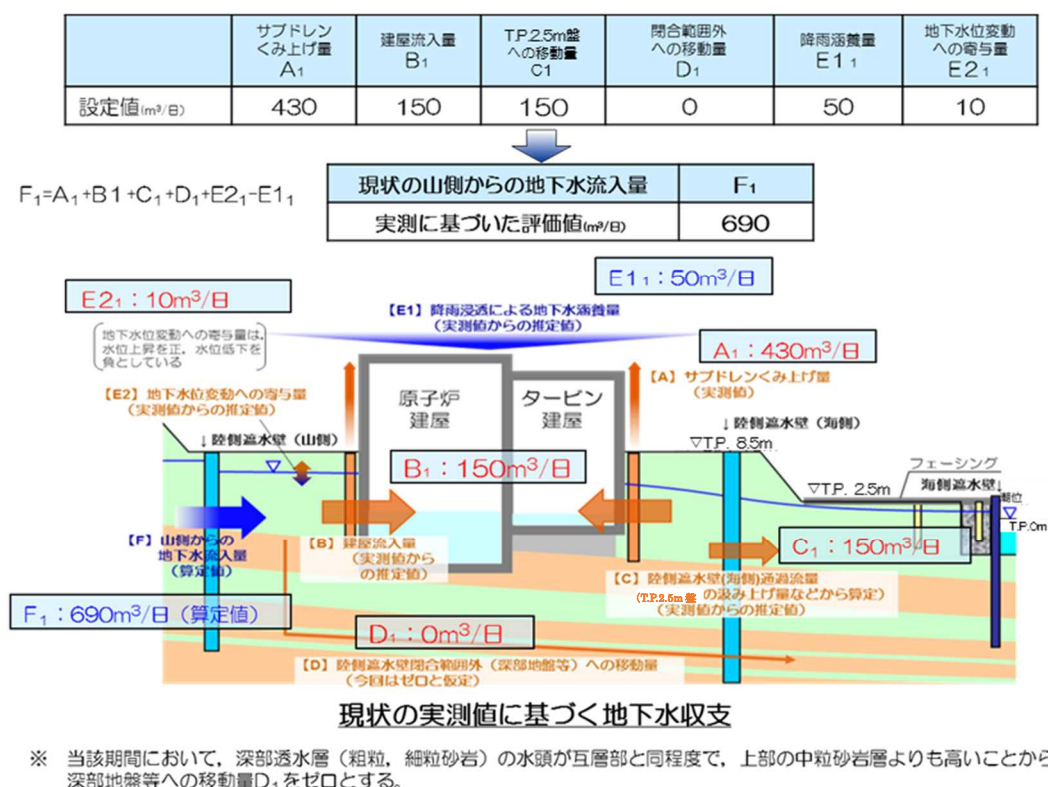 サブドレン
くみ上げ量
A₁
建屋流入量
B₁
T.P.2.5m盤
への移動量
C1
閉合範囲外
への移動量
D₁
降雨涵養量
E1₁
地下水位変動
への寄与量
E2₁
設定値(m³/日)
430
150
150
0
50
10
F₁=A₁+B1+C₁+D₁+E2₁-E1₁
現状の山側からの地下水流入量
F₁
実測に基づいた評価値(m³/日)
690
E1₁：50m³/日
E2₁：10m³/日
【E1】降雨浸透による地下水涵養量
(実測値からの推定値)
地下水位変動への寄与量は、
水位上昇を正，水位低下を
負としている
A₁：430m³/日
【A】サブドレンくみ上げ量
(実測値)
【E2】地下水位変動への寄与量
(実測値からの推定値)
原子炉
建屋
タービン
建屋
↓陸側遮水壁（山側）
↓陸側遮水壁（海側）
▽T.P. 8.5m
B₁：150m³/日
フェーシング
海側遮水壁↓
▽T.P. 2.5m
潮位
T.P.0m
【F】山側からの
地下水流入量
(算定値)
【B】建屋流入量
(実測値から
の推定値)
C₁：150m³/日
【C】陸側遮水壁(海側)通過流量
(T.P.2.5m 盤 の汲み上げ量などから算定)
(実測値からの推定値)
F₁：690m³/日（算定値）
D₁：0m³/日
【D】陸側遮水壁閉合範囲外（深部地盤等）への移動量
(今回はゼロと仮定)
現状の実測値に基づく地下水収支
※　当該期間において，深部透水層（粗粒，細粒砂岩）の水頭が互層部と同程度で，上部の中粒砂岩層よりも高いことから
深部地盤等への移動量D₁をゼロとする。